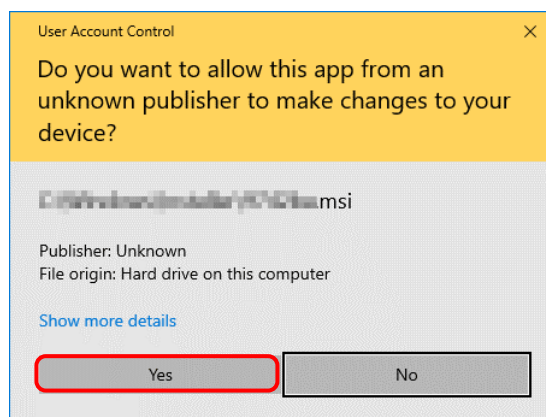 User Account Control
Do you want to allow this app from an
unknown publisher to make changes to your
device?
.msi
Publisher: Unknown
File origin: Hard drive on this computer
Show more details
Yes
No